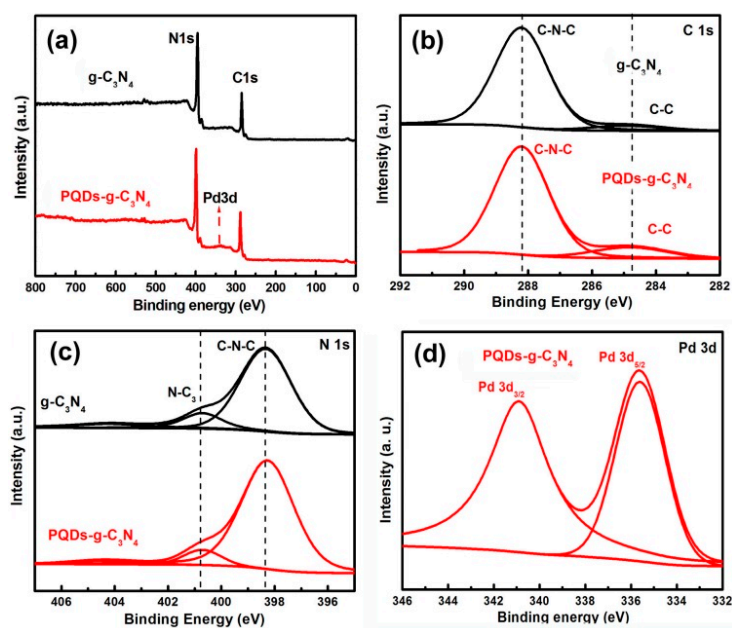 (a)
N1s
g-C₃N₄
C1s
PQDs-g-C₃N₄
Pd3d
Intensity (a.u.)
800 700 600 500 400 300 200 100 0
Binding energy (eV)
(b)
C-N-C
C 1s
g-C₃N₄
C-C
C-N-C
PQDs-g-C₃N₄
C-C
Intensity (a.u.)
292 290 288 286 284 282
Binding Energy (eV)
(c)
C-N-C
N 1s
N-C₃
g-C₃N₄
PQDs-g-C₃N₄
Intensity (a. u.)
406 404 402 400 398 396
Binding Energy (eV)
(d)
PQDs-g-C₃N₄
Pd 3d₅/₂
Pd 3d
Pd 3d₃/₂
Intensity (a. u.)
346 344 342 340 338 336 334 332
Binding energy (eV)